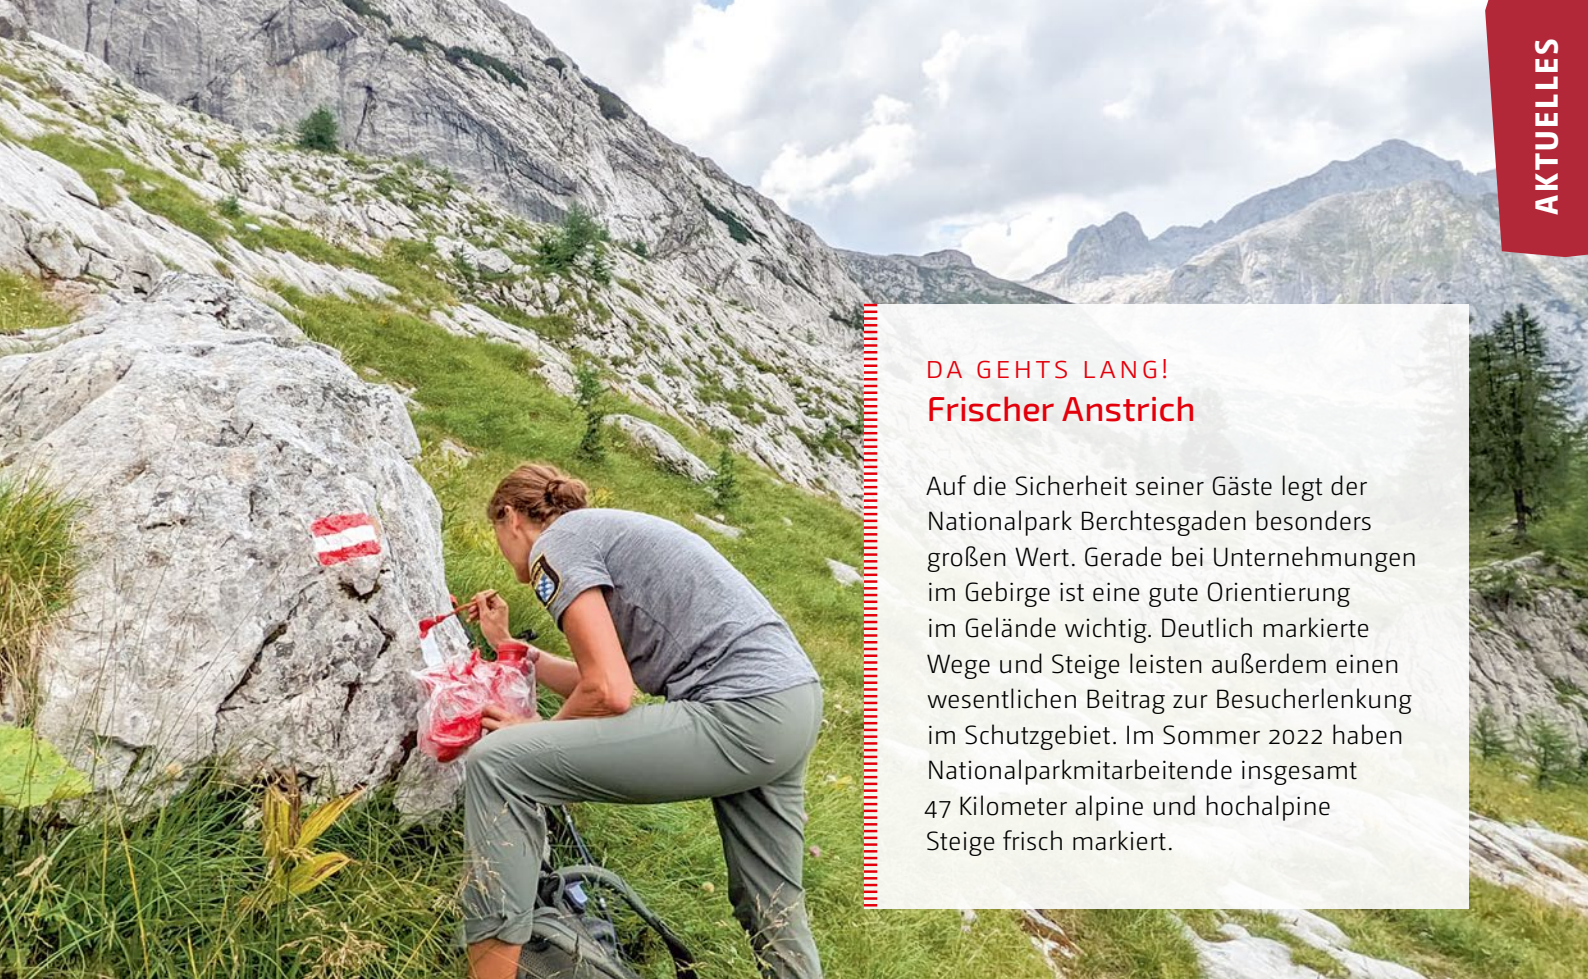 AKTUELLES
DA GEHTS LANG!
Frischer Anstrich
Auf die Sicherheit seiner Gäste legt der
Nationalpark Berchtesgaden besonders
großen Wert. Gerade bei Unternehmungen
im Gebirge ist eine gute Orientierung
im Gelände wichtig. Deutlich markierte
Wege und Steige leisten außerdem einen
wesentlichen Beitrag zur Besucherlenkung
im Schutzgebiet. Im Sommer 2022 haben
Nationalparkmitarbeitende insgesamt
47 Kilometer alpine und hochalpine
Steige frisch markiert.